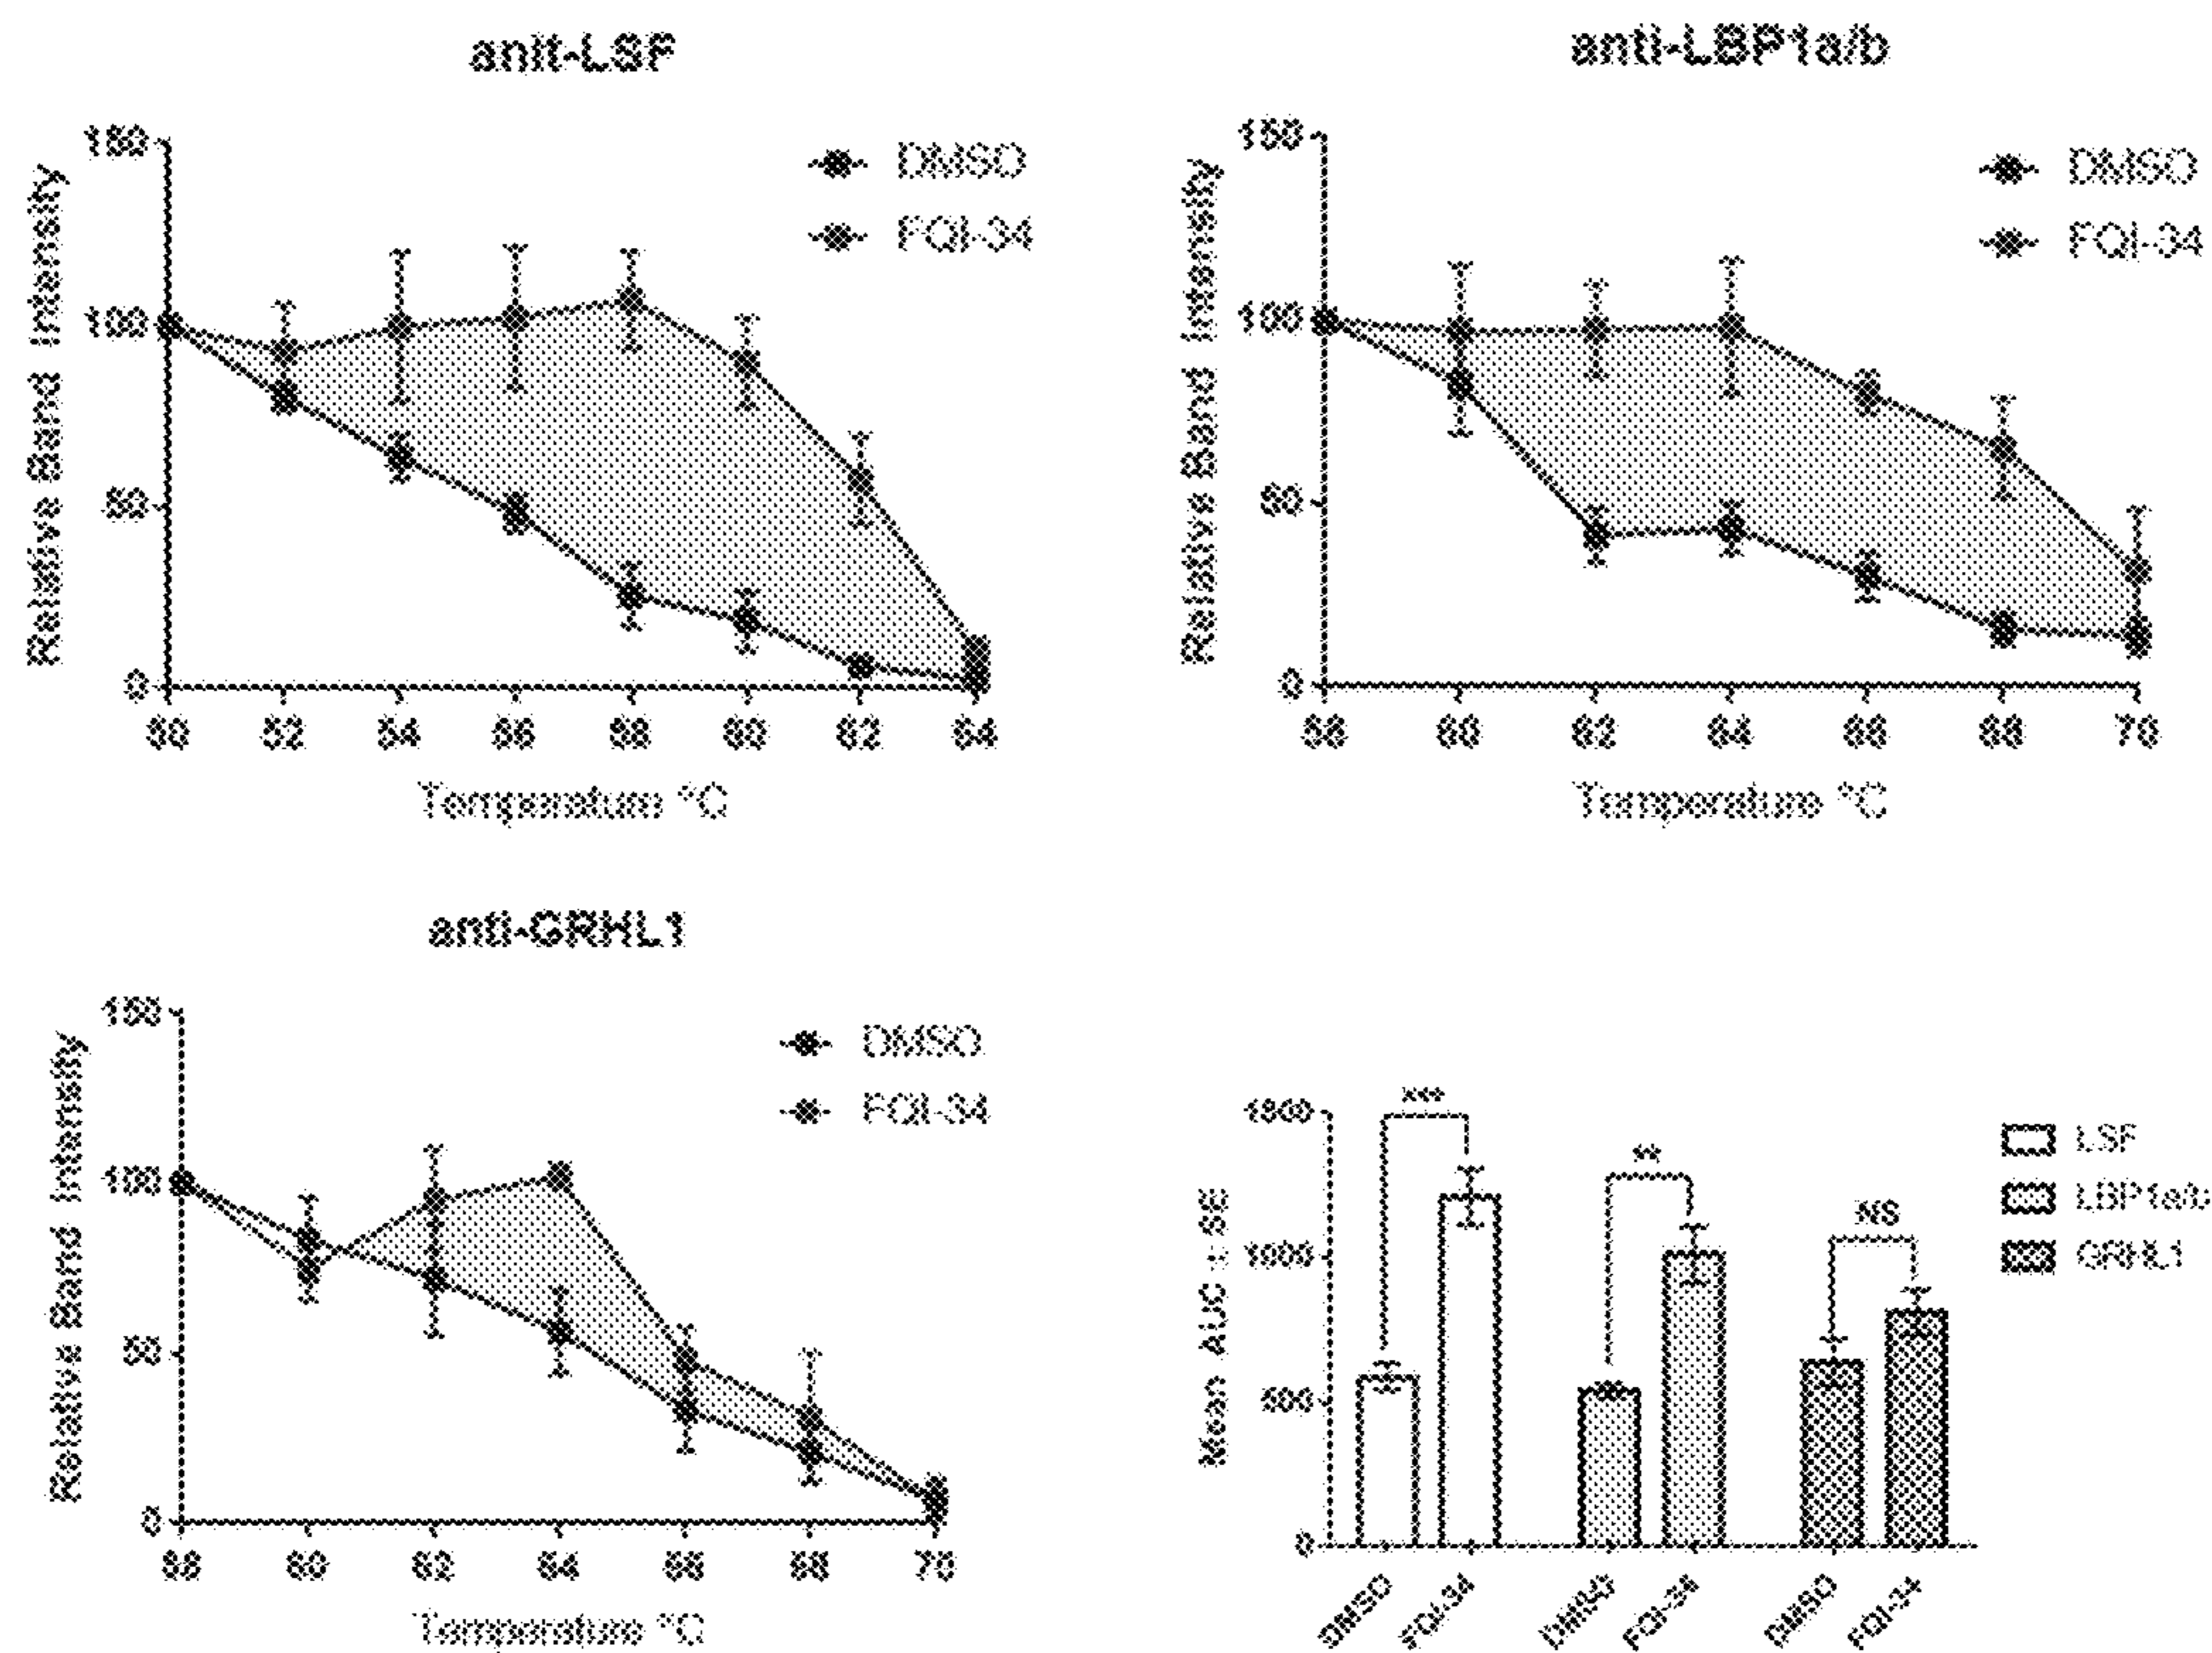 anit-LSF
150
100
50
0
Relative Band Intensity
DMSO
FQI-34
50 52 54 56 58 60 62 64
Temperature °C
anti-LBP1a/b
150
100
50
0
Relative Band Intensity
DMSO
FQI-34
58 60 62 64 66 68 70
Temperature °C
anti-GRHL1
150
100
50
0
Relative Band Intensity
DMSO
FQI-34
58 60 62 64 66 68 70
Temperature °C
1500
1000
500
0
Mean AUC ± SE
***
**
NS
LSF
LBP1a/b
GRHL1
DMSO
FQI-34
DMSO
FQI-34
DMSO
FQI-34